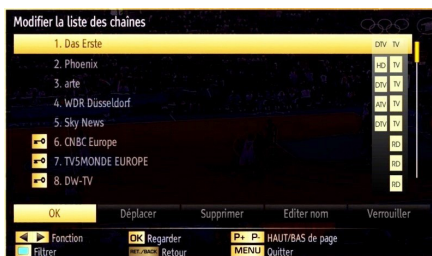 Modifier la liste des chaînes
1. Das Erste DTV TV
2. Phoenix HD TV
3. arte DTV TV
4. WDR Düsseldorf ATV TV
5. Sky News DTV TV
6. CNBC Europe RD
7. TV5MONDE EUROPE RD
8. DW-TV RD
OK Déplacer Supprimer Editer nom Verrouiller
Fonction OK Regarder P+ P- HAUT/BAS de page
Filtrer RET./BACK Retour MENU Quitter